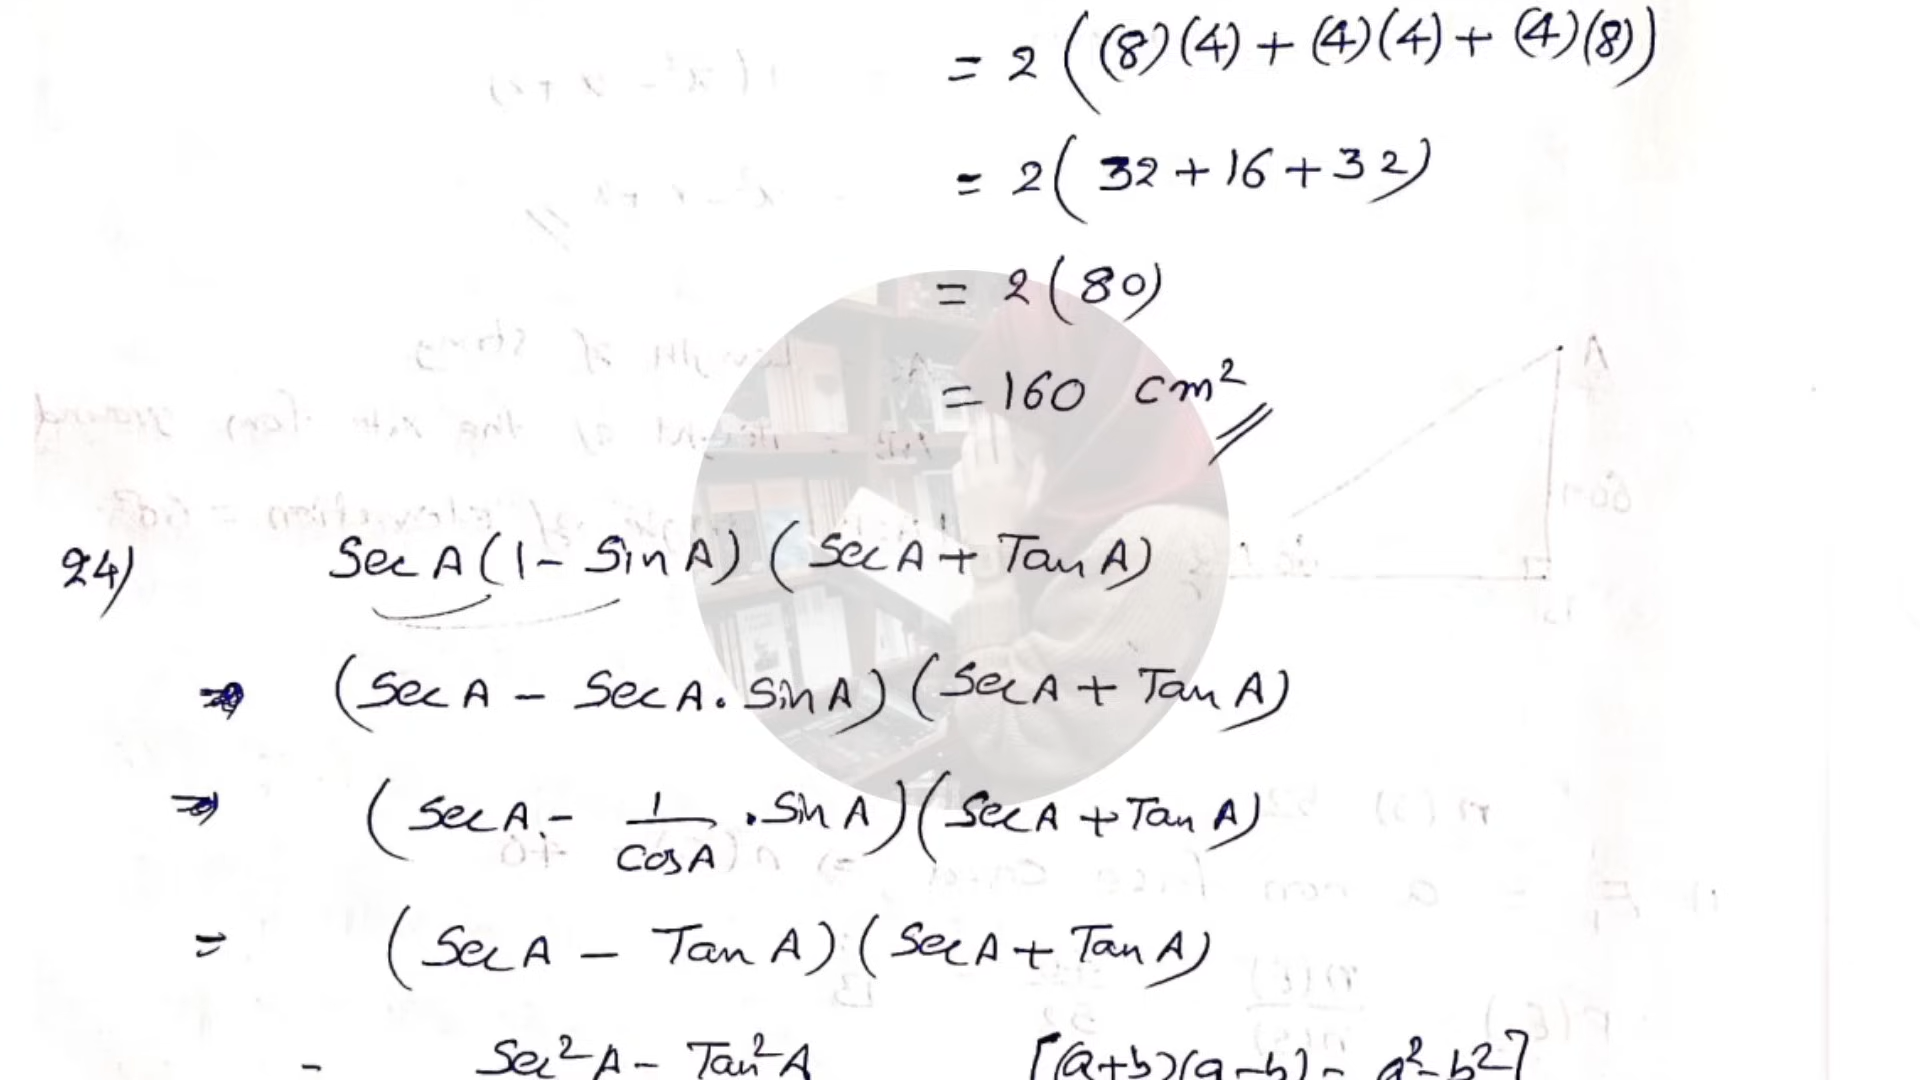 = 2 ( (8)(4) + (4)(4) + (4)(8) )
= 2 ( 32 + 16 + 32 )
= 2 ( 80 )
= 160 cm²
24) Sec A ( 1 - Sin A ) ( Sec A + Tan A )
⇒ ( Sec A - Sec A . Sin A ) ( Sec A + Tan A )
⇒ ( Sec A - 1/Cos A . Sin A ) ( Sec A + Tan A )
= ( Sec A - Tan A ) ( Sec A + Tan A )
= Sec² A - Tan² A [ (a+b) (a-b) = a² - b² ]